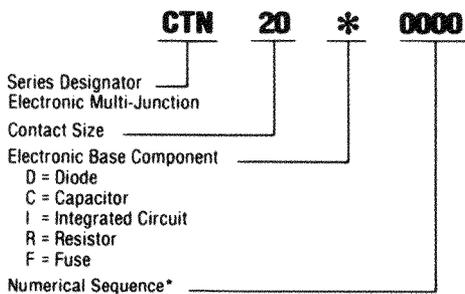 CTN 20 * 0000
Series Designator
Electronic Multi-Junction
Contact Size
Electronic Base Component
D = Diode
C = Capacitor
I = Integrated Circuit
R = Resistor
F = Fuse
Numerical Sequence*